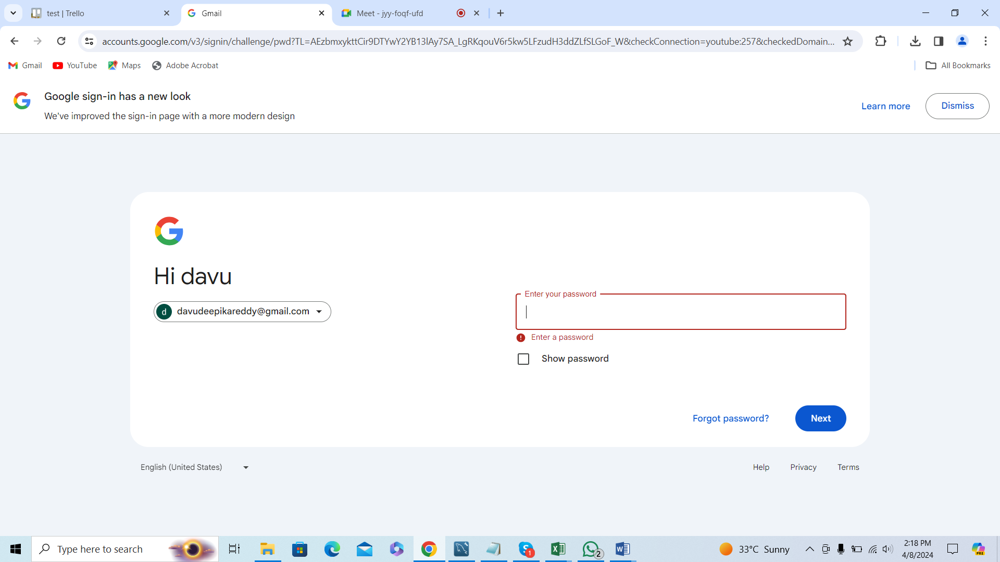 test | Trello
Gmail
Meet - jyy-foqf-ufd
accounts.google.com/v3/signin/challenge/pwd?TL=AEzbmxykttCir9DTYwY2YB13lAy7SA_LgRKqouV6r5kw5LFzudH3ddZLfSLGoF_W&checkConnection=youtube:257&checkedDomain...
Gmail
YouTube
Maps
Adobe Acrobat
All Bookmarks
Google sign-in has a new look
We've improved the sign-in page with a more modern design
Learn more
Dismiss
Hi davu
d
davudeepikareddy@gmail.com
Enter your password
Enter a password
Show password
Forgot password?
Next
English (United States)
Help
Privacy
Terms
Type here to search
1
2
33°C Sunny
2:18 PM
4/8/2024
PRE